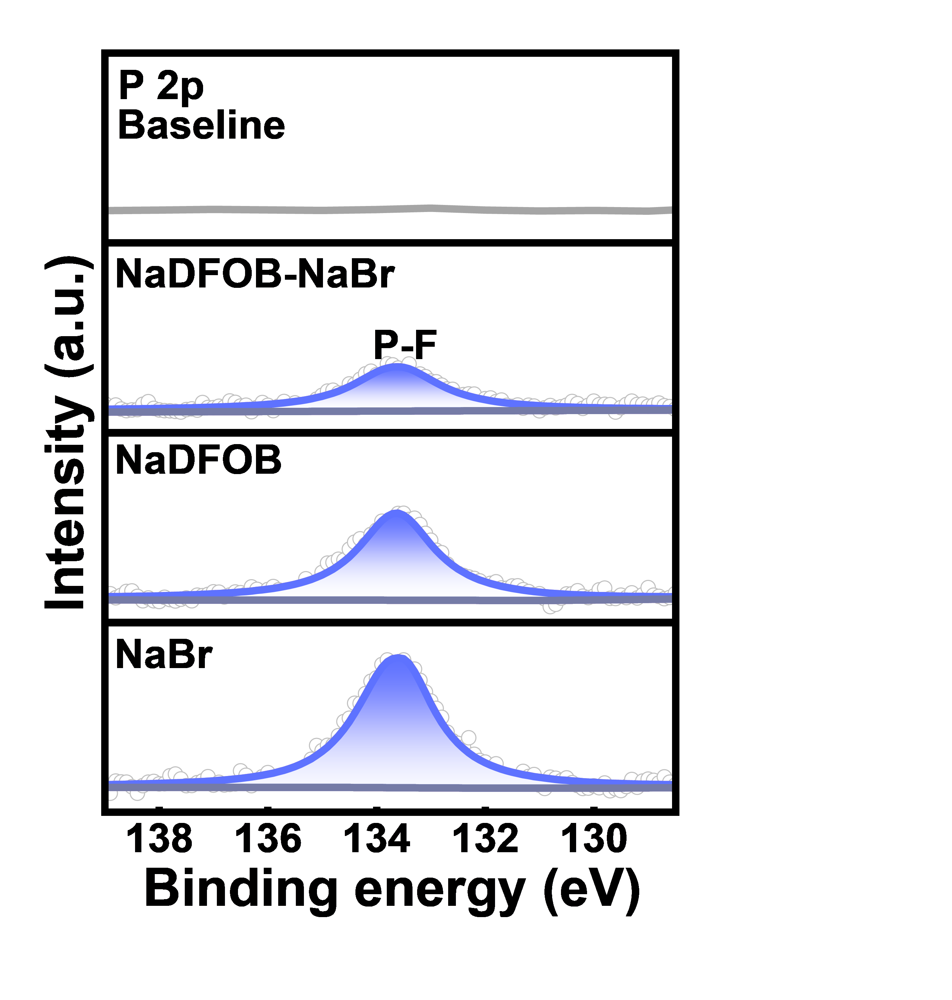 P 2p
Baseline
NaDFOB-NaBr
P-F
NaDFOB
NaBr
Intensity (a.u.)
138 136 134 132 130
Binding energy (eV)